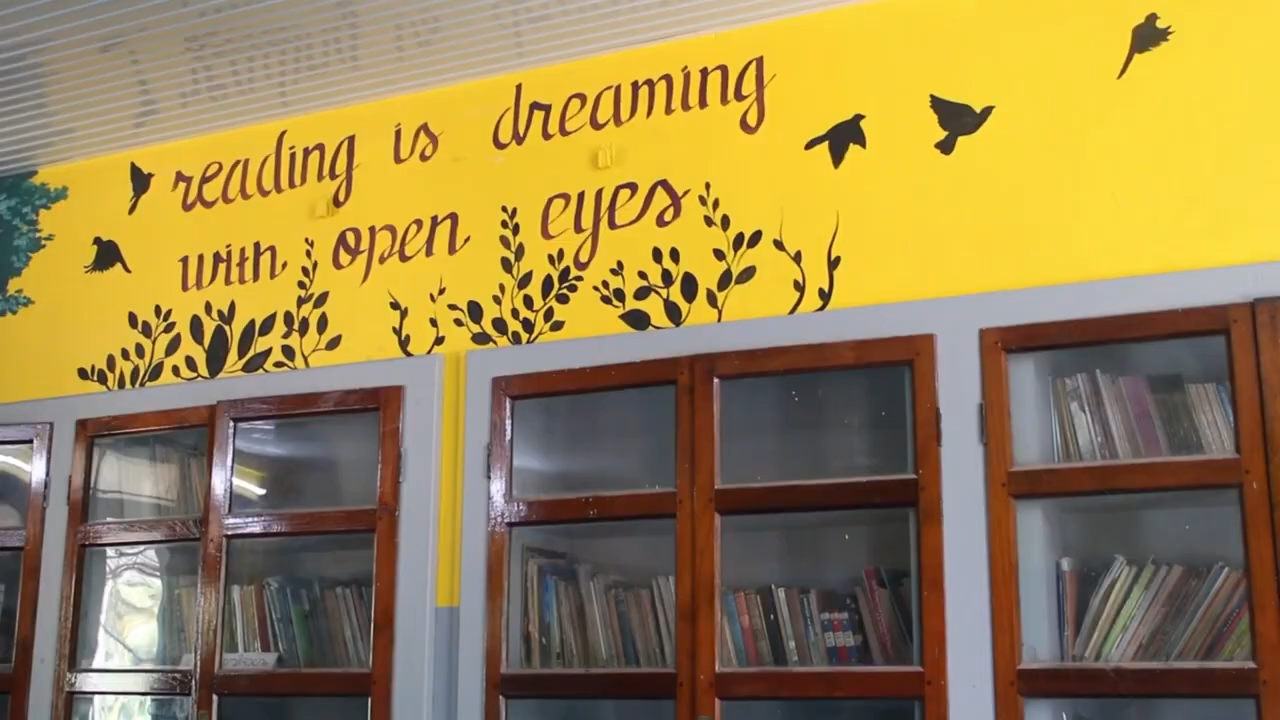 reading is dreaming
with open eyes